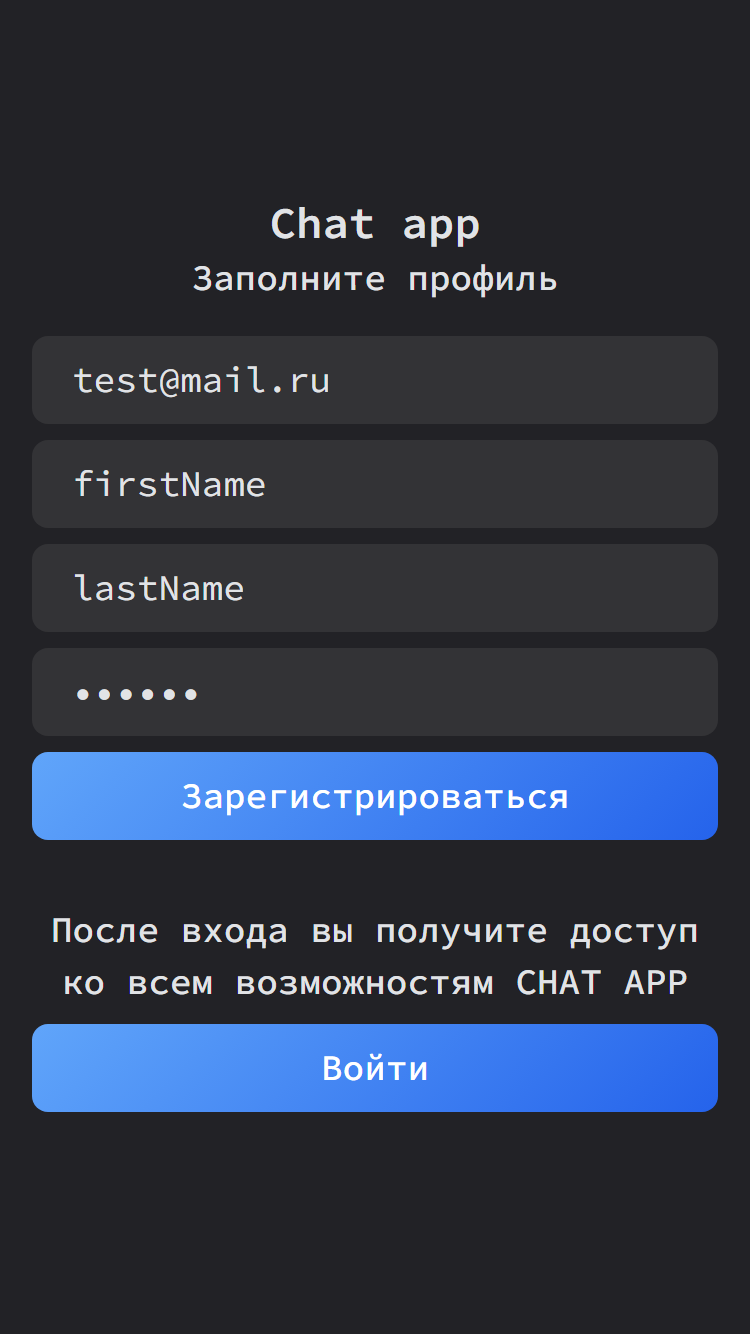 Chat app
Заполните профиль
test@mail.ru
firstName
lastName
••••••
Зарегистрироваться
После входа вы получите доступ
ко всем возможностям CHAT APP
Войти